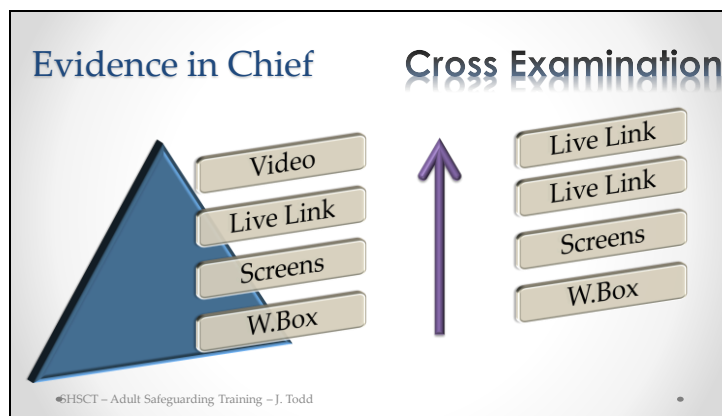 Evidence in Chief
Cross Examination
Video
Live Link
Screens
W.Box
Live Link
Live Link
Screens
W.Box
SHSCT – Adult Safeguarding Training – J. Todd